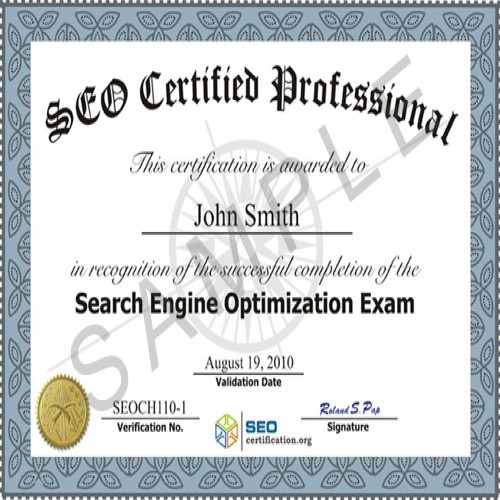 SEO Certified Professional
This certification is awarded to
John Smith
in recognition of the successful completion of the
Search Engine Optimization Exam
SAMPLE
August 19, 2010
Validation Date
SEOCH110-1
Verification No.
SEO
certification.org
Roland S. Pap
Signature